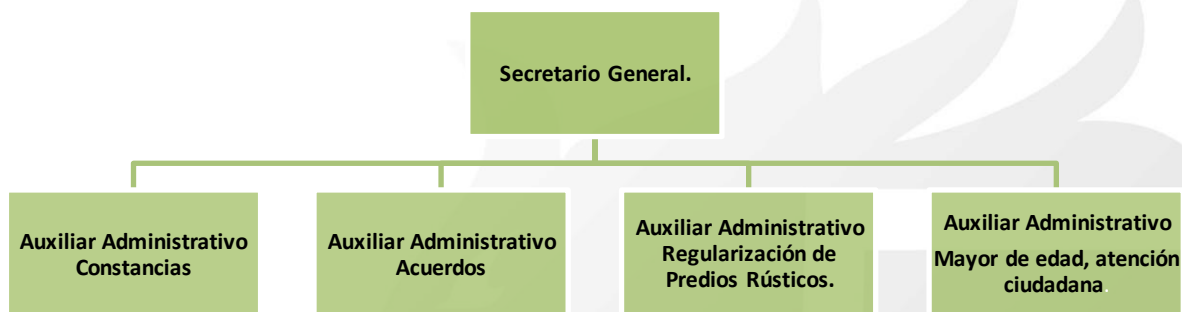 Secretario General.
Auxiliar Administrativo
Constancias
Auxiliar Administrativo
Acuerdos
Auxiliar Administrativo
Regularización de
Predios Rústicos.
Auxiliar Administrativo
Mayor de edad, atención
ciudadana.